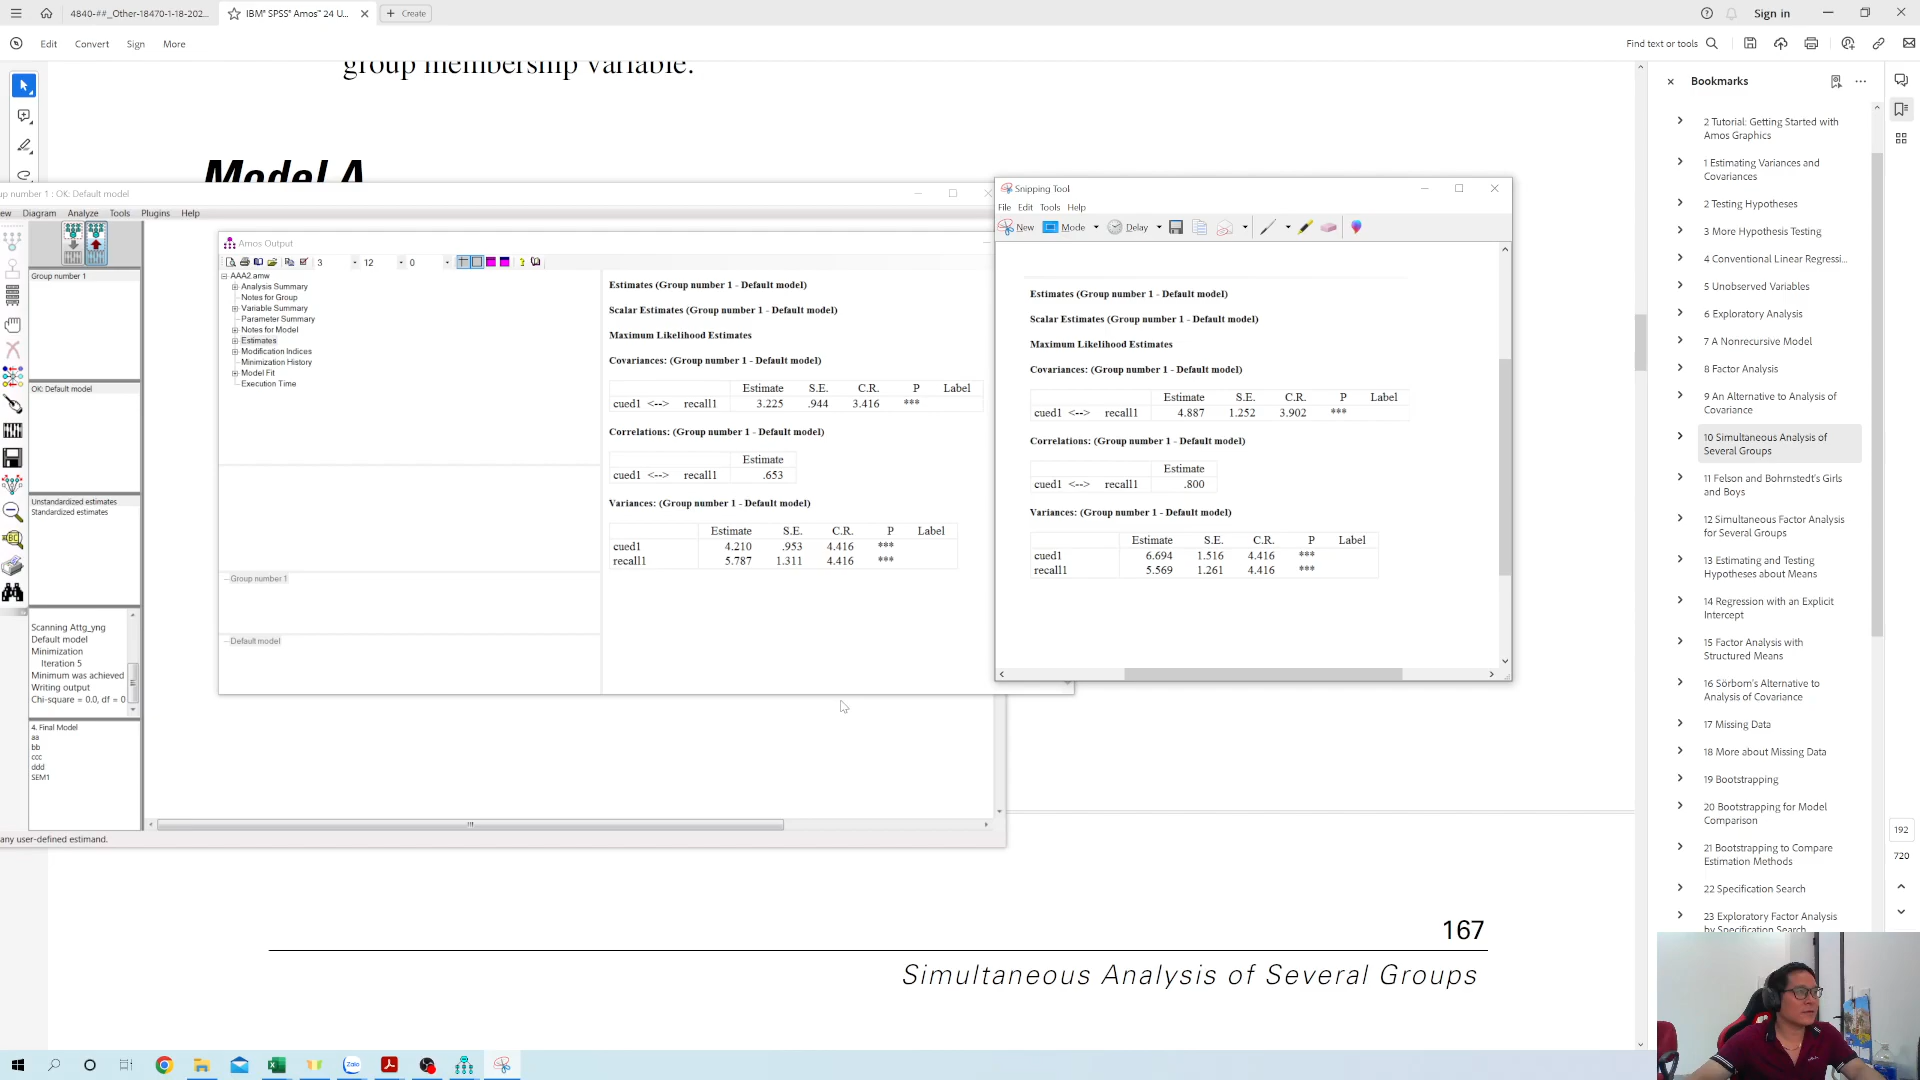 4840-##_Other-18470-1-18-202...
IBM® SPSS® Amos™ 24 U...
Create
Sign in
Edit
Convert
Sign
More
Find text or tools
group membership variable.
Model A
up number 1 : OK: Default model
ew Diagram Analyze Tools Plugins Help
Group number 1
OK: Default model
Unstandardized estimates
Standardized estimates
Scanning Attg_yng
Default model
Minimization
Iteration 5
Minimum was achieved
Writing output
Chi-square = 0.0, df = 0
4. Final Model
aa
bb
ccc
ddd
SEM1
any user-defined estimand.
Amos Output
3 12 0
AAA2.amw
Analysis Summary
Notes for Group
Variable Summary
Parameter Summary
Notes for Model
Estimates
Modification Indices
Minimization History
Model Fit
Execution Time
Group number 1
Default model
Estimates (Group number 1 - Default model)
Scalar Estimates (Group number 1 - Default model)
Maximum Likelihood Estimates
Covariances: (Group number 1 - Default model)
Estimate S.E. C.R. P Label
cued1 <--> recall1 3.225 .944 3.416 ***
Correlations: (Group number 1 - Default model)
Estimate
cued1 <--> recall1 .653
Variances: (Group number 1 - Default model)
Estimate S.E. C.R. P Label
cued1 4.210 .953 4.416 ***
recall1 5.787 1.311 4.416 ***
Snipping Tool
File Edit Tools Help
New Mode Delay
Estimates (Group number 1 - Default model)
Scalar Estimates (Group number 1 - Default model)
Maximum Likelihood Estimates
Covariances: (Group number 1 - Default model)
Estimate S.E. C.R. P Label
cued1 <--> recall1 4.887 1.252 3.902 ***
Correlations: (Group number 1 - Default model)
Estimate
cued1 <--> recall1 .800
Variances: (Group number 1 - Default model)
Estimate S.E. C.R. P Label
cued1 6.694 1.516 4.416 ***
recall1 5.569 1.261 4.416 ***
167
Simultaneous Analysis of Several Groups
Bookmarks
2 Tutorial: Getting Started with
Amos Graphics
1 Estimating Variances and
Covariances
2 Testing Hypotheses
3 More Hypothesis Testing
4 Conventional Linear Regressi...
5 Unobserved Variables
6 Exploratory Analysis
7 A Nonrecursive Model
8 Factor Analysis
9 An Alternative to Analysis of
Covariance
10 Simultaneous Analysis of
Several Groups
11 Felson and Bohrnstedt's Girls
and Boys
12 Simultaneous Factor Analysis
for Several Groups
13 Estimating and Testing
Hypotheses about Means
14 Regression with an Explicit
Intercept
15 Factor Analysis with
Structured Means
16 Sörbom's Alternative to
Analysis of Covariance
17 Missing Data
18 More about Missing Data
19 Bootstrapping
20 Bootstrapping for Model
Comparison
21 Bootstrapping to Compare
Estimation Methods
22 Specification Search
23 Exploratory Factor Analysis
by Specification Search
192
720
Zalo